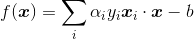 f(x) = ∑_i α_i y_i x_i · x − b